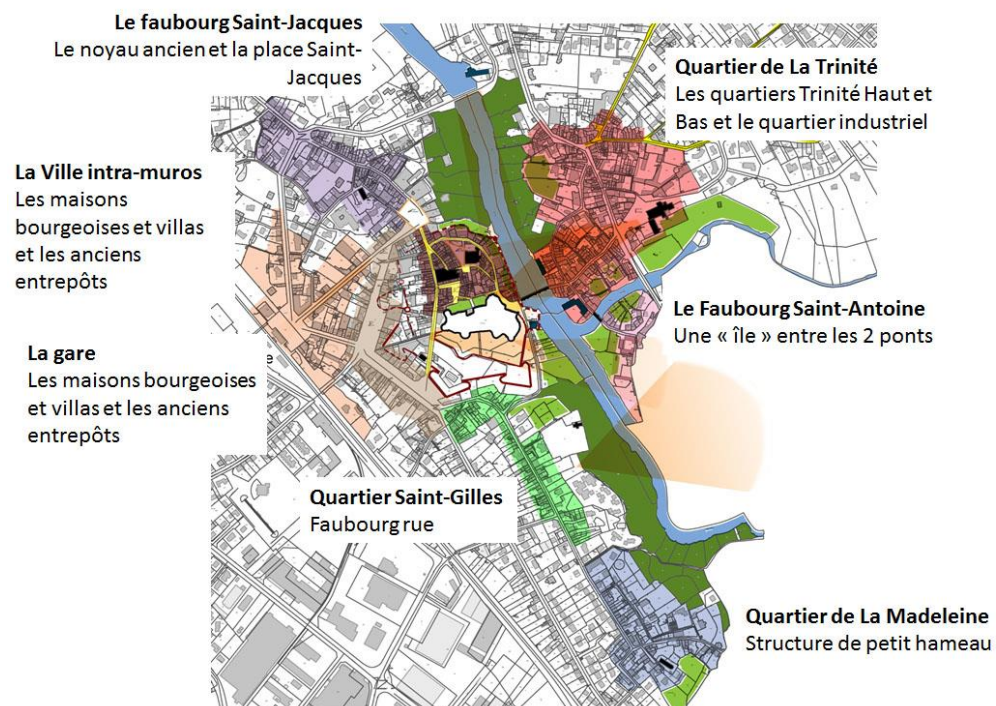 Le faubourg Saint-Jacques
Le noyau ancien et la place Saint-
Jacques
Quartier de La Trinité
Les quartiers Trinité Haut et
Bas et le quartier industriel
La Ville intra-muros
Les maisons
bourgeoises et villas
et les anciens
entrepôts
Le Faubourg Saint-Antoine
Une « île » entre les 2 ponts
La gare
Les maisons bourgeoises
et villas et les anciens
entrepôts
Quartier Saint-Gilles
Faubourg rue
Quartier de La Madeleine
Structure de petit hameau